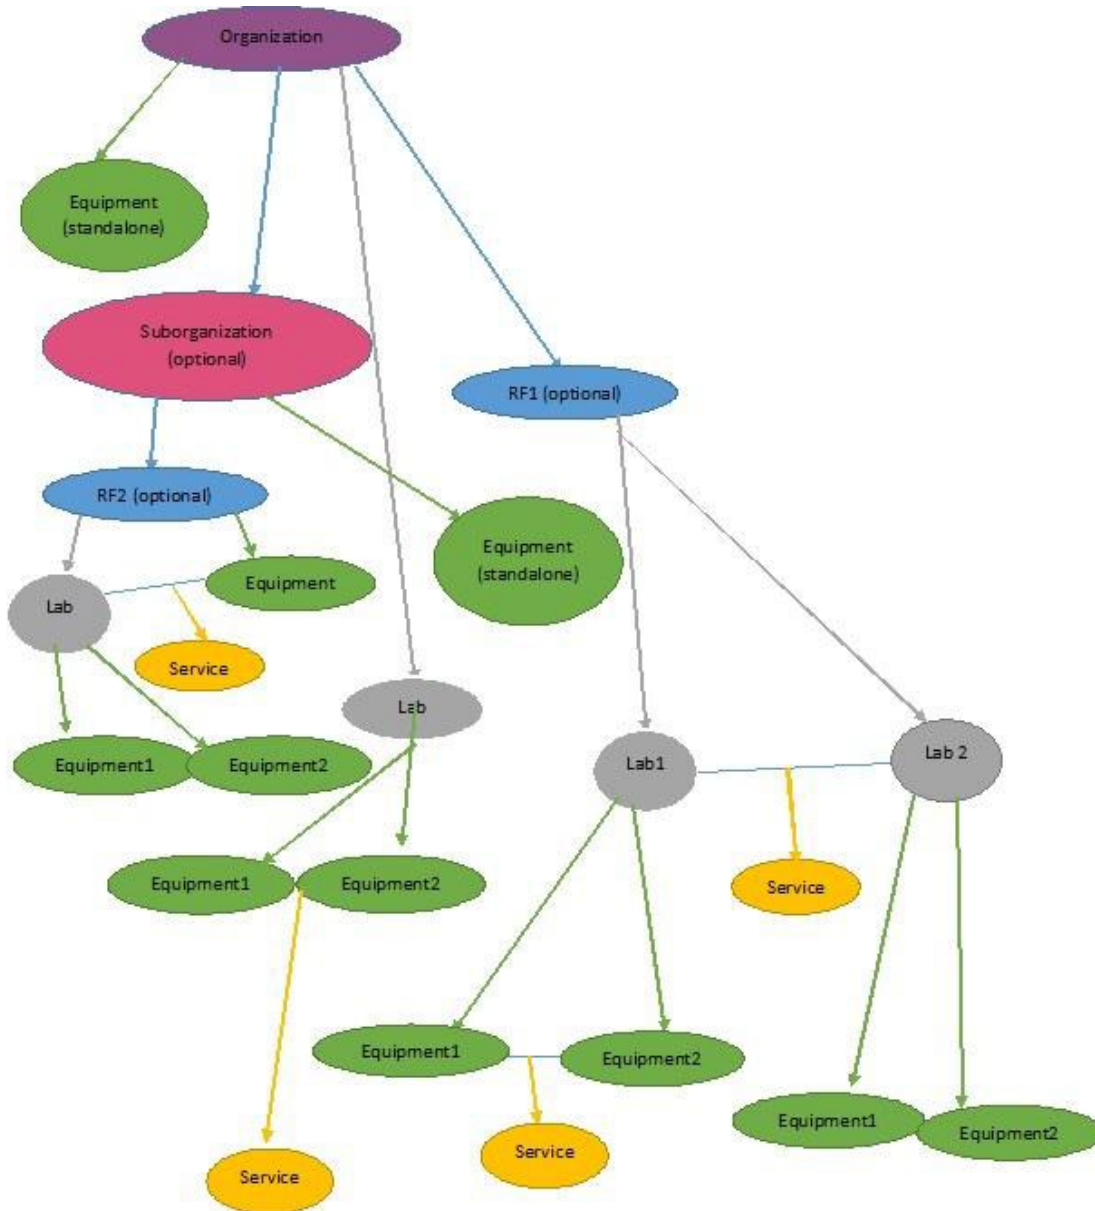 Organization
Equipment
(standalone)
Suborganization
(optional)
RF1 (optional)
RF2 (optional)
Equipment
(standalone)
Equipment
Lab
Service
Lab
Equipment1
Equipment2
Lab1
Lab 2
Equipment1
Equipment2
Service
Equipment1
Equipment2
Equipment1
Equipment2
Service
Service